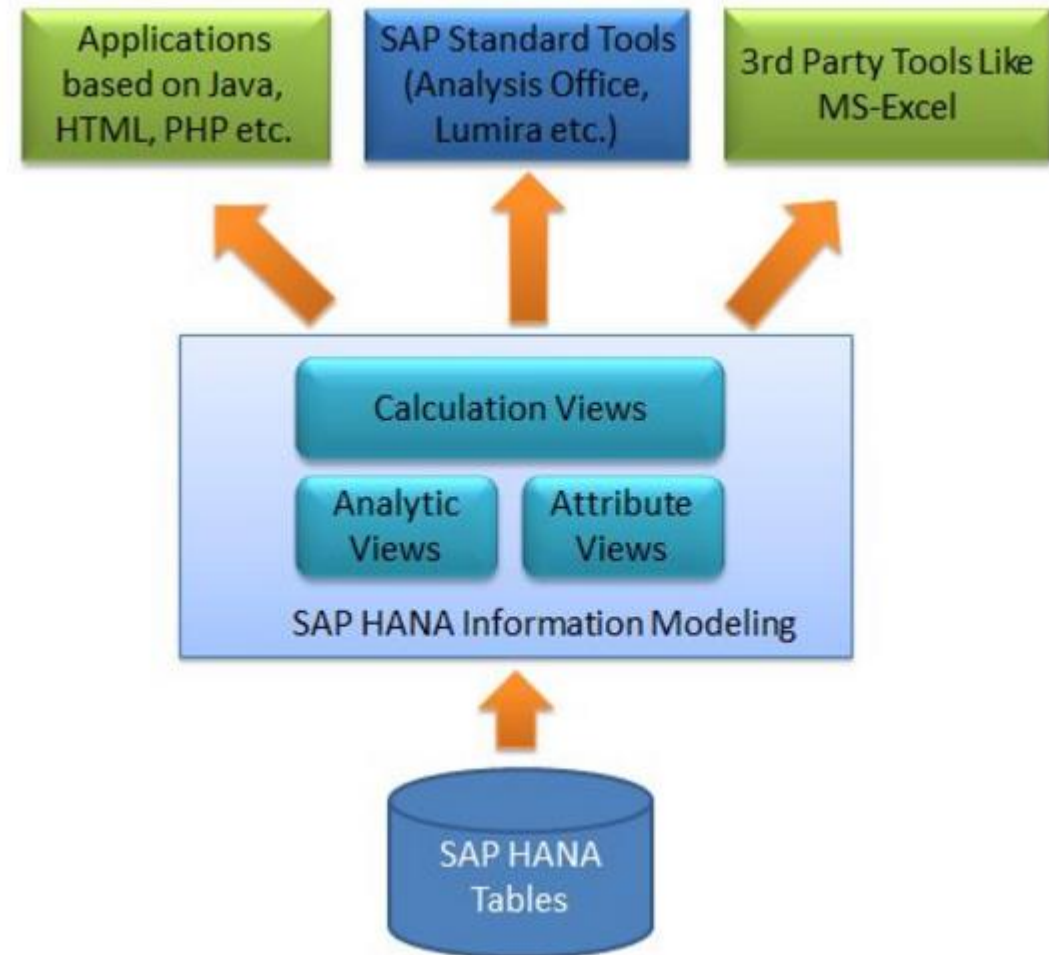 Applications
based on Java,
HTML, PHP etc.
SAP Standard Tools
(Analysis Office,
Lumira etc.)
3rd Party Tools Like
MS-Excel
Calculation Views
Analytic
Views
Attribute
Views
SAP HANA Information Modeling
SAP HANA
Tables